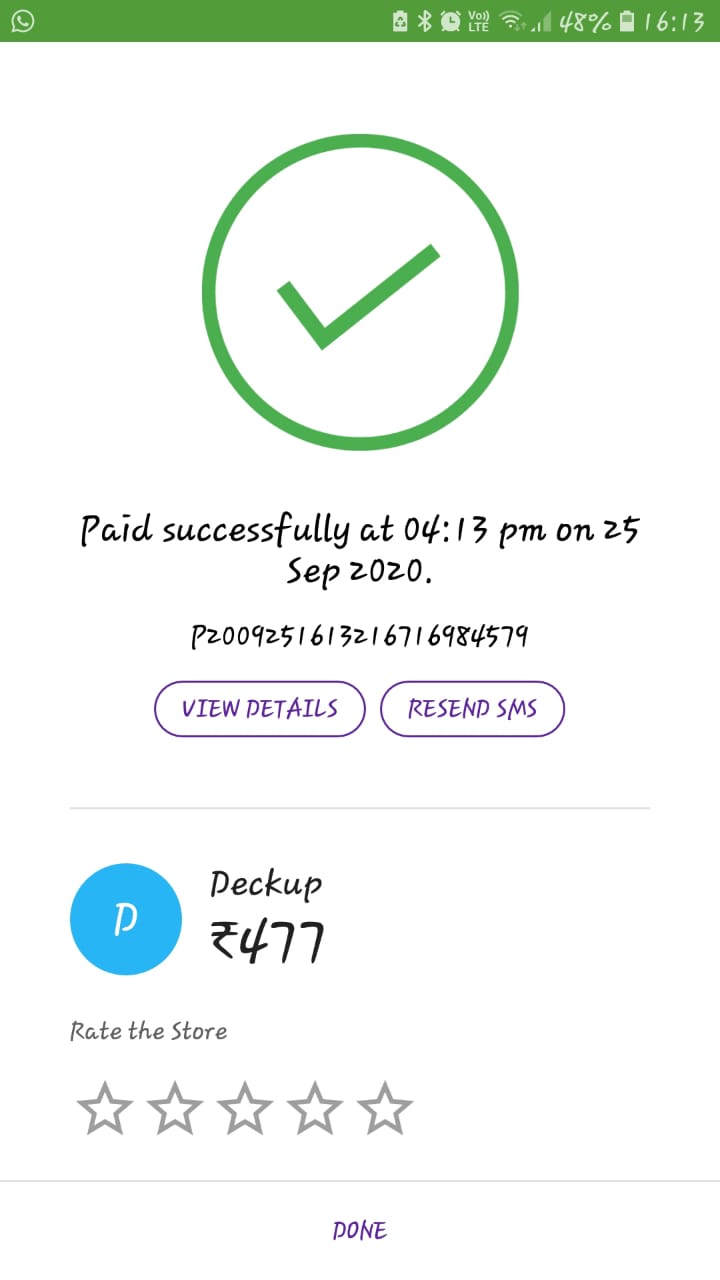 Vo)) LTE 48% 16:13
Paid successfully at 04:13 pm on 25
Sep 2020.
P2009251613216716984579
VIEW DETAILS RESEND SMS
D
Deckup
₹477
Rate the Store
DONE